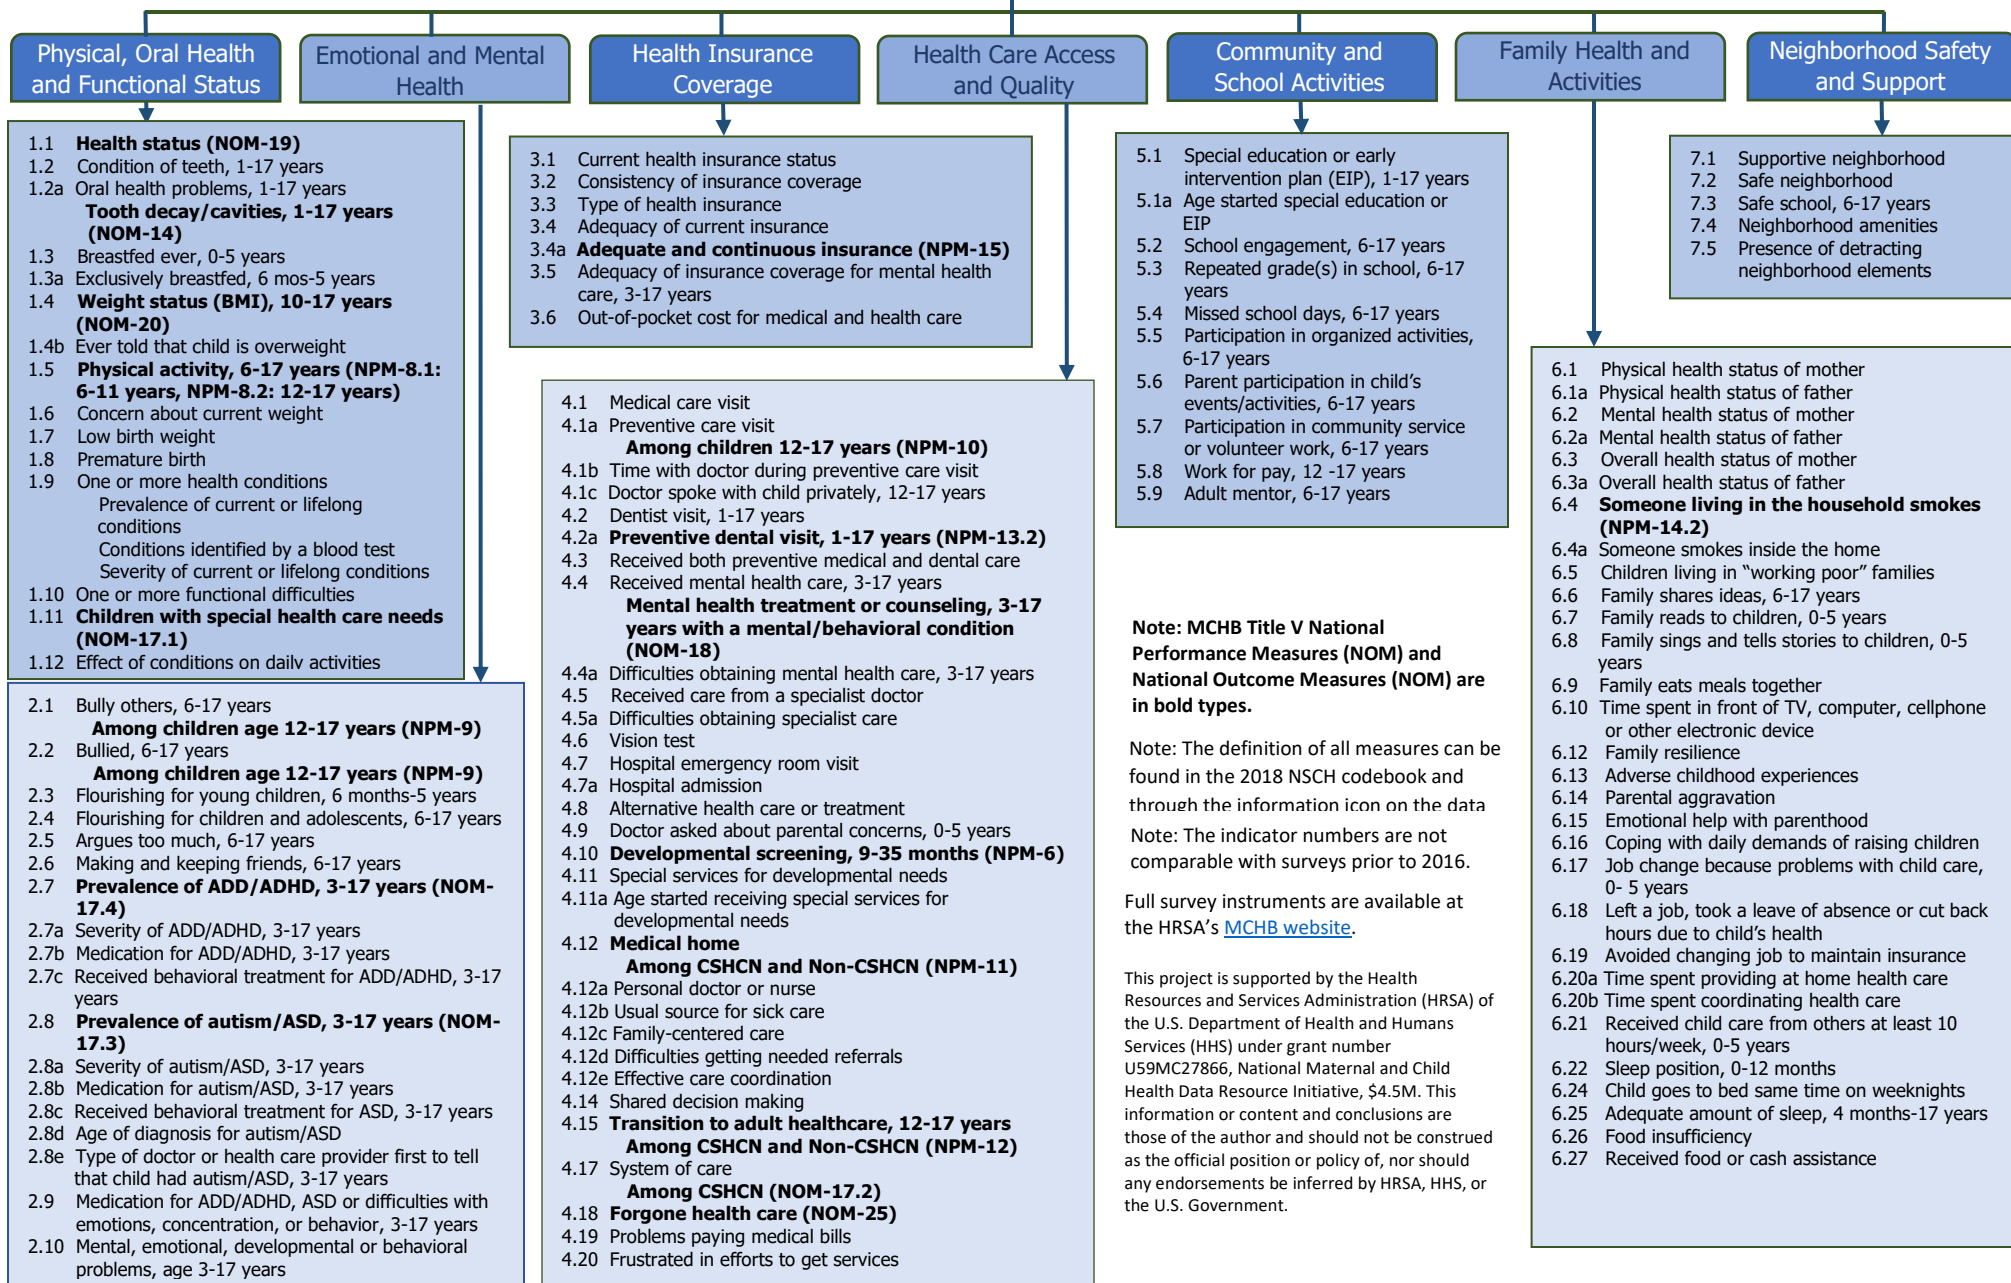 Physical, Oral Health
and Functional Status
Emotional and Mental
Health
Health Insurance
Coverage
Health Care Access
and Quality
Community and
School Activities
Family Health and
Activities
Neighborhood Safety
and Support
1.1 Health status (NOM-19)
1.2 Condition of teeth, 1-17 years
1.2a Oral health problems, 1-17 years
Tooth decay/cavities, 1-17 years
(NOM-14)
1.3 Breastfed ever, 0-5 years
1.3a Exclusively breastfed, 6 mos-5 years
1.4 Weight status (BMI), 10-17 years
(NOM-20)
1.4b Ever told that child is overweight
1.5 Physical activity, 6-17 years (NPM-8.1:
6-11 years, NPM-8.2: 12-17 years)
1.6 Concern about current weight
1.7 Low birth weight
1.8 Premature birth
1.9 One or more health conditions
Prevalence of current or lifelong
conditions
Conditions identified by a blood test
Severity of current or lifelong conditions
1.10 One or more functional difficulties
1.11 Children with special health care needs
(NOM-17.1)
1.12 Effect of conditions on daily activities
2.1 Bully others, 6-17 years
Among children age 12-17 years (NPM-9)
2.2 Bullied, 6-17 years
Among children age 12-17 years (NPM-9)
2.3 Flourishing for young children, 6 months-5 years
2.4 Flourishing for children and adolescents, 6-17 years
2.5 Argues too much, 6-17 years
2.6 Making and keeping friends, 6-17 years
2.7 Prevalence of ADD/ADHD, 3-17 years (NOM-
17.4)
2.7a Severity of ADD/ADHD, 3-17 years
2.7b Medication for ADD/ADHD, 3-17 years
2.7c Received behavioral treatment for ADD/ADHD, 3-17
years
2.8 Prevalence of autism/ASD, 3-17 years (NOM-
17.3)
2.8a Severity of autism/ASD, 3-17 years
2.8b Medication for autism/ASD, 3-17 years
2.8c Received behavioral treatment for ASD, 3-17 years
2.8d Age of diagnosis for autism/ASD
2.8e Type of doctor or health care provider first to tell
that child had autism/ASD, 3-17 years
2.9 Medication for ADD/ADHD, ASD or difficulties with
emotions, concentration, or behavior, 3-17 years
2.10 Mental, emotional, developmental or behavioral
problems, age 3-17 years
3.1 Current health insurance status
3.2 Consistency of insurance coverage
3.3 Type of health insurance
3.4 Adequacy of current insurance
3.4a Adequate and continuous insurance (NPM-15)
3.5 Adequacy of insurance coverage for mental health
care, 3-17 years
3.6 Out-of-pocket cost for medical and health care
4.1 Medical care visit
4.1a Preventive care visit
Among children 12-17 years (NPM-10)
4.1b Time with doctor during preventive care visit
4.1c Doctor spoke with child privately, 12-17 years
4.2 Dentist visit, 1-17 years
4.2a Preventive dental visit, 1-17 years (NPM-13.2)
4.3 Received both preventive medical and dental care
4.4 Received mental health care, 3-17 years
Mental health treatment or counseling, 3-17
years with a mental/behavioral condition
(NOM-18)
4.4a Difficulties obtaining mental health care, 3-17 years
4.5 Received care from a specialist doctor
4.5a Difficulties obtaining specialist care
4.6 Vision test
4.7 Hospital emergency room visit
4.7a Hospital admission
4.8 Alternative health care or treatment
4.9 Doctor asked about parental concerns, 0-5 years
4.10 Developmental screening, 9-35 months (NPM-6)
4.11 Special services for developmental needs
4.11a Age started receiving special services for
developmental needs
4.12 Medical home
Among CSHCN and Non-CSHCN (NPM-11)
4.12a Personal doctor or nurse
4.12b Usual source for sick care
4.12c Family-centered care
4.12d Difficulties getting needed referrals
4.12e Effective care coordination
4.14 Shared decision making
4.15 Transition to adult healthcare, 12-17 years
Among CSHCN and Non-CSHCN (NPM-12)
4.17 System of care
Among CSHCN (NOM-17.2)
4.18 Forgone health care (NOM-25)
4.19 Problems paying medical bills
4.20 Frustrated in efforts to get services
5.1 Special education or early
intervention plan (EIP), 1-17 years
5.1a Age started special education or
EIP
5.2 School engagement, 6-17 years
5.3 Repeated grade(s) in school, 6-17
years
5.4 Missed school days, 6-17 years
5.5 Participation in organized activities,
6-17 years
5.6 Parent participation in child's
events/activities, 6-17 years
5.7 Participation in community service
or volunteer work, 6-17 years
5.8 Work for pay, 12 -17 years
5.9 Adult mentor, 6-17 years
Note: MCHB Title V National
Performance Measures (NOM) and
National Outcome Measures (NOM) are
in bold types.
Note: The definition of all measures can be
found in the 2018 NSCH codebook and
through the information icon on the data
Note: The indicator numbers are not
comparable with surveys prior to 2016.
Full survey instruments are available at
the HRSA's MCHB website.
This project is supported by the Health
Resources and Services Administration (HRSA) of
the U.S. Department of Health and Humans
Services (HHS) under grant number
U59MC27866, National Maternal and Child
Health Data Resource Initiative, $4.5M. This
information or content and conclusions are
those of the author and should not be construed
as the official position or policy of, nor should
any endorsements be inferred by HRSA, HHS, or
the U.S. Government.
6.1 Physical health status of mother
6.1a Physical health status of father
6.2 Mental health status of mother
6.2a Mental health status of father
6.3 Overall health status of mother
6.3a Overall health status of father
6.4 Someone living in the household smokes
(NPM-14.2)
6.4a Someone smokes inside the home
6.5 Children living in "working poor" families
6.6 Family shares ideas, 6-17 years
6.7 Family reads to children, 0-5 years
6.8 Family sings and tells stories to children, 0-5
years
6.9 Family eats meals together
6.10 Time spent in front of TV, computer, cellphone
or other electronic device
6.12 Family resilience
6.13 Adverse childhood experiences
6.14 Parental aggravation
6.15 Emotional help with parenthood
6.16 Coping with daily demands of raising children
6.17 Job change because problems with child care,
0- 5 years
6.18 Left a job, took a leave of absence or cut back
hours due to child's health
6.19 Avoided changing job to maintain insurance
6.20a Time spent providing at home health care
6.20b Time spent coordinating health care
6.21 Received child care from others at least 10
hours/week, 0-5 years
6.22 Sleep position, 0-12 months
6.24 Child goes to bed same time on weeknights
6.25 Adequate amount of sleep, 4 months-17 years
6.26 Food insufficiency
6.27 Received food or cash assistance
7.1 Supportive neighborhood
7.2 Safe neighborhood
7.3 Safe school, 6-17 years
7.4 Neighborhood amenities
7.5 Presence of detracting
neighborhood elements